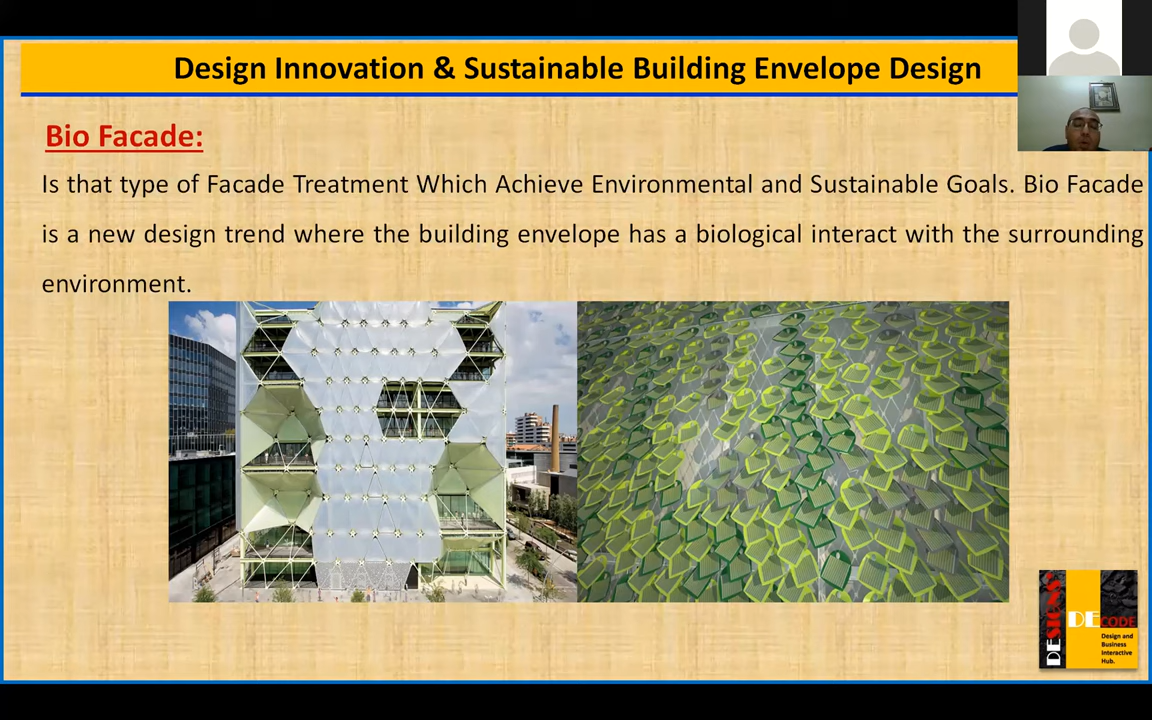 Design Innovation & Sustainable Building Envelope Design
Bio Facade:
Is that type of Facade Treatment Which Achieve Environmental and Sustainable Goals. Bio Facade
is a new design trend where the building envelope has a biological interact with the surrounding
environment.
DESIGNS
DECODE
Design and
Business
Interactive
Hub.